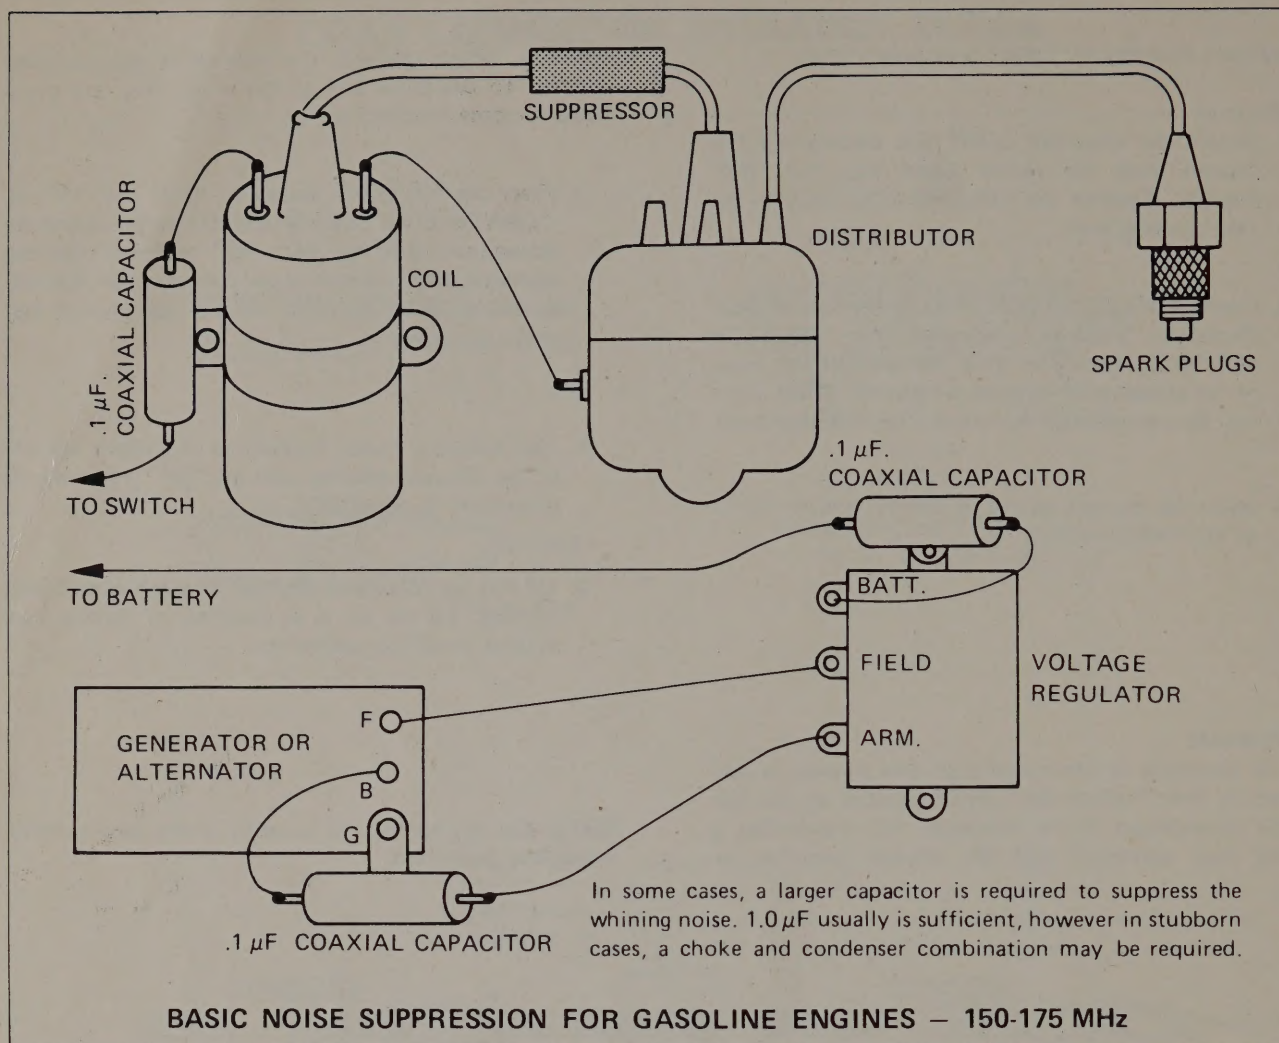 SUPPRESSOR
.1 μF.
COAXIAL CAPACITOR
COIL
DISTRIBUTOR
SPARK PLUGS
TO SWITCH
.1 μF.
COAXIAL CAPACITOR
TO BATTERY
BATT.
FIELD
ARM.
VOLTAGE
REGULATOR
GENERATOR OR
ALTERNATOR
F
B
G
.1 μF COAXIAL CAPACITOR
In some cases, a larger capacitor is required to suppress the
whining noise. 1.0 μF usually is sufficient, however in stubborn
cases, a choke and condenser combination may be required.
BASIC NOISE SUPPRESSION FOR GASOLINE ENGINES – 150-175 MHz